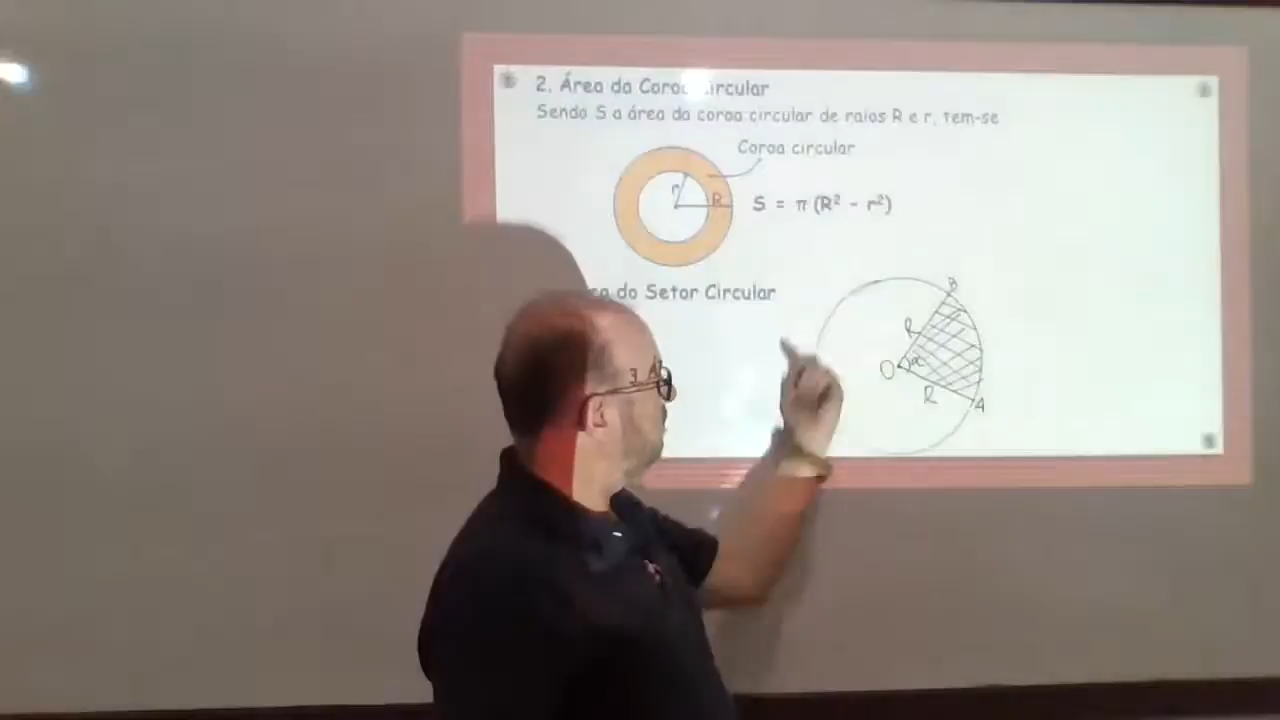 2. Área da Coroa Circular
Sendo S a área da coroa circular de raios R e r, tem-se
Coroa circular
r
R
S = π (R² - r²)
do Setor Circular
B
R
O α
R
A
3. Á